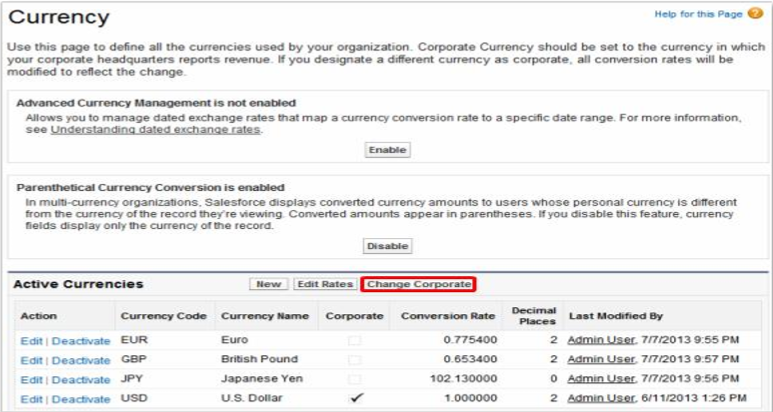 Currency
Help for this Page
Use this page to define all the currencies used by your organization. Corporate Currency should be set to the currency in which
your corporate headquarters reports revenue. If you designate a different currency as corporate, all conversion rates will be
modified to reflect the change.
Advanced Currency Management is not enabled
Allows you to manage dated exchange rates that map a currency conversion rate to a specific date range. For more information,
see Understanding dated exchange rates.
Enable
Parenthetical Currency Conversion is enabled
In multi-currency organizations, Salesforce displays converted currency amounts to users whose personal currency is different
from the currency of the record they're viewing. Converted amounts appear in parentheses. If you disable this feature, currency
fields display only the currency of the record.
Disable
Active Currencies New Edit Rates Change Corporate
Action Currency Code Currency Name Corporate Conversion Rate Decimal Places Last Modified By
Edit | Deactivate EUR Euro 0.775400 2 Admin User, 7/7/2013 9:55 PM
Edit | Deactivate GBP British Pound 0.653400 2 Admin User, 7/7/2013 9:57 PM
Edit | Deactivate JPY Japanese Yen 102.130000 0 Admin User, 7/7/2013 9:56 PM
Edit | Deactivate USD U.S. Dollar ✓ 1.000000 2 Admin User, 6/11/2013 1:26 PM